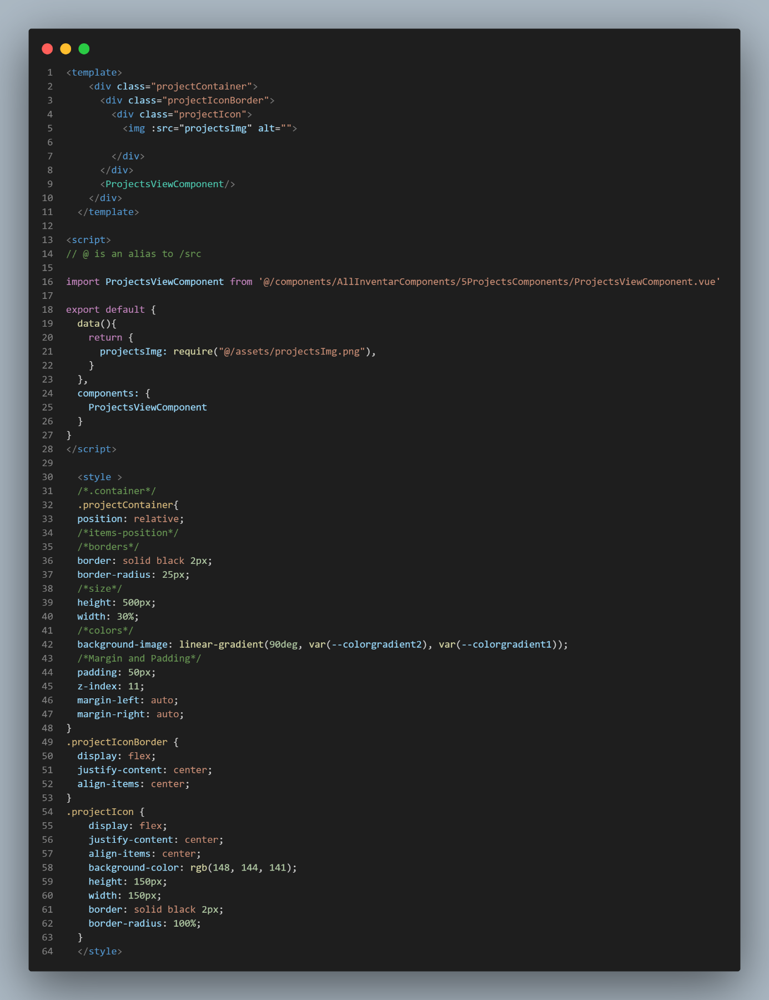 1 <template>
2     <div class="projectContainer">
3       <div class="projectIconBorder">
4         <div class="projectIcon">
5           <img :src="projectsImg" alt="">
6
7         </div>
8       </div>
9       <ProjectsViewComponent/>
10     </div>
11   </template>
12
13 <script>
14 // @ is an alias to /src
15
16 import ProjectsViewComponent from '@/components/AllInventarComponents/5ProjectsComponents/ProjectsViewComponent.vue'
17
18 export default {
19   data(){
20     return {
21       projectsImg: require("@/assets/projectsImg.png"),
22     }
23   },
24   components: {
25     ProjectsViewComponent
26   }
27 }
28 </script>
29
30   <style >
31   /*.container*/
32   .projectContainer{
33   position: relative;
34   /*items-position*/
35   /*borders*/
36   border: solid black 2px;
37   border-radius: 25px;
38   /*size*/
39   height: 500px;
40   width: 30%;
41   /*colors*/
42   background-image: linear-gradient(90deg, var(--colorgradient2), var(--colorgradient1));
43   /*Margin and Padding*/
44   padding: 50px;
45   z-index: 11;
46   margin-left: auto;
47   margin-right: auto;
48 }
49 .projectIconBorder {
50   display: flex;
51   justify-content: center;
52   align-items: center;
53 }
54 .projectIcon {
55     display: flex;
56     justify-content: center;
57     align-items: center;
58     background-color: rgb(148, 144, 141);
59     height: 150px;
60     width: 150px;
61     border: solid black 2px;
62     border-radius: 100%;
63   }
64   </style>